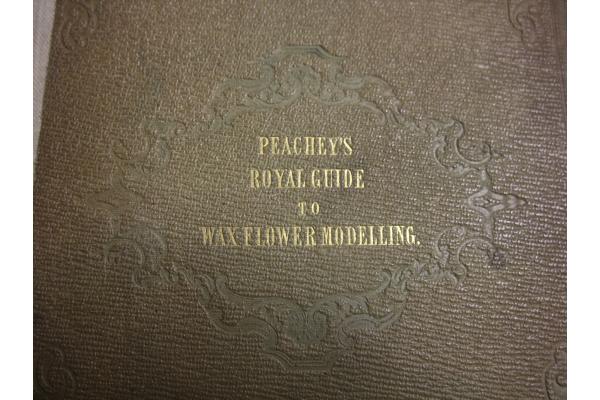 PEACHEY'S
ROYAL GUIDE
TO
WAX FLOWER MODELLING.